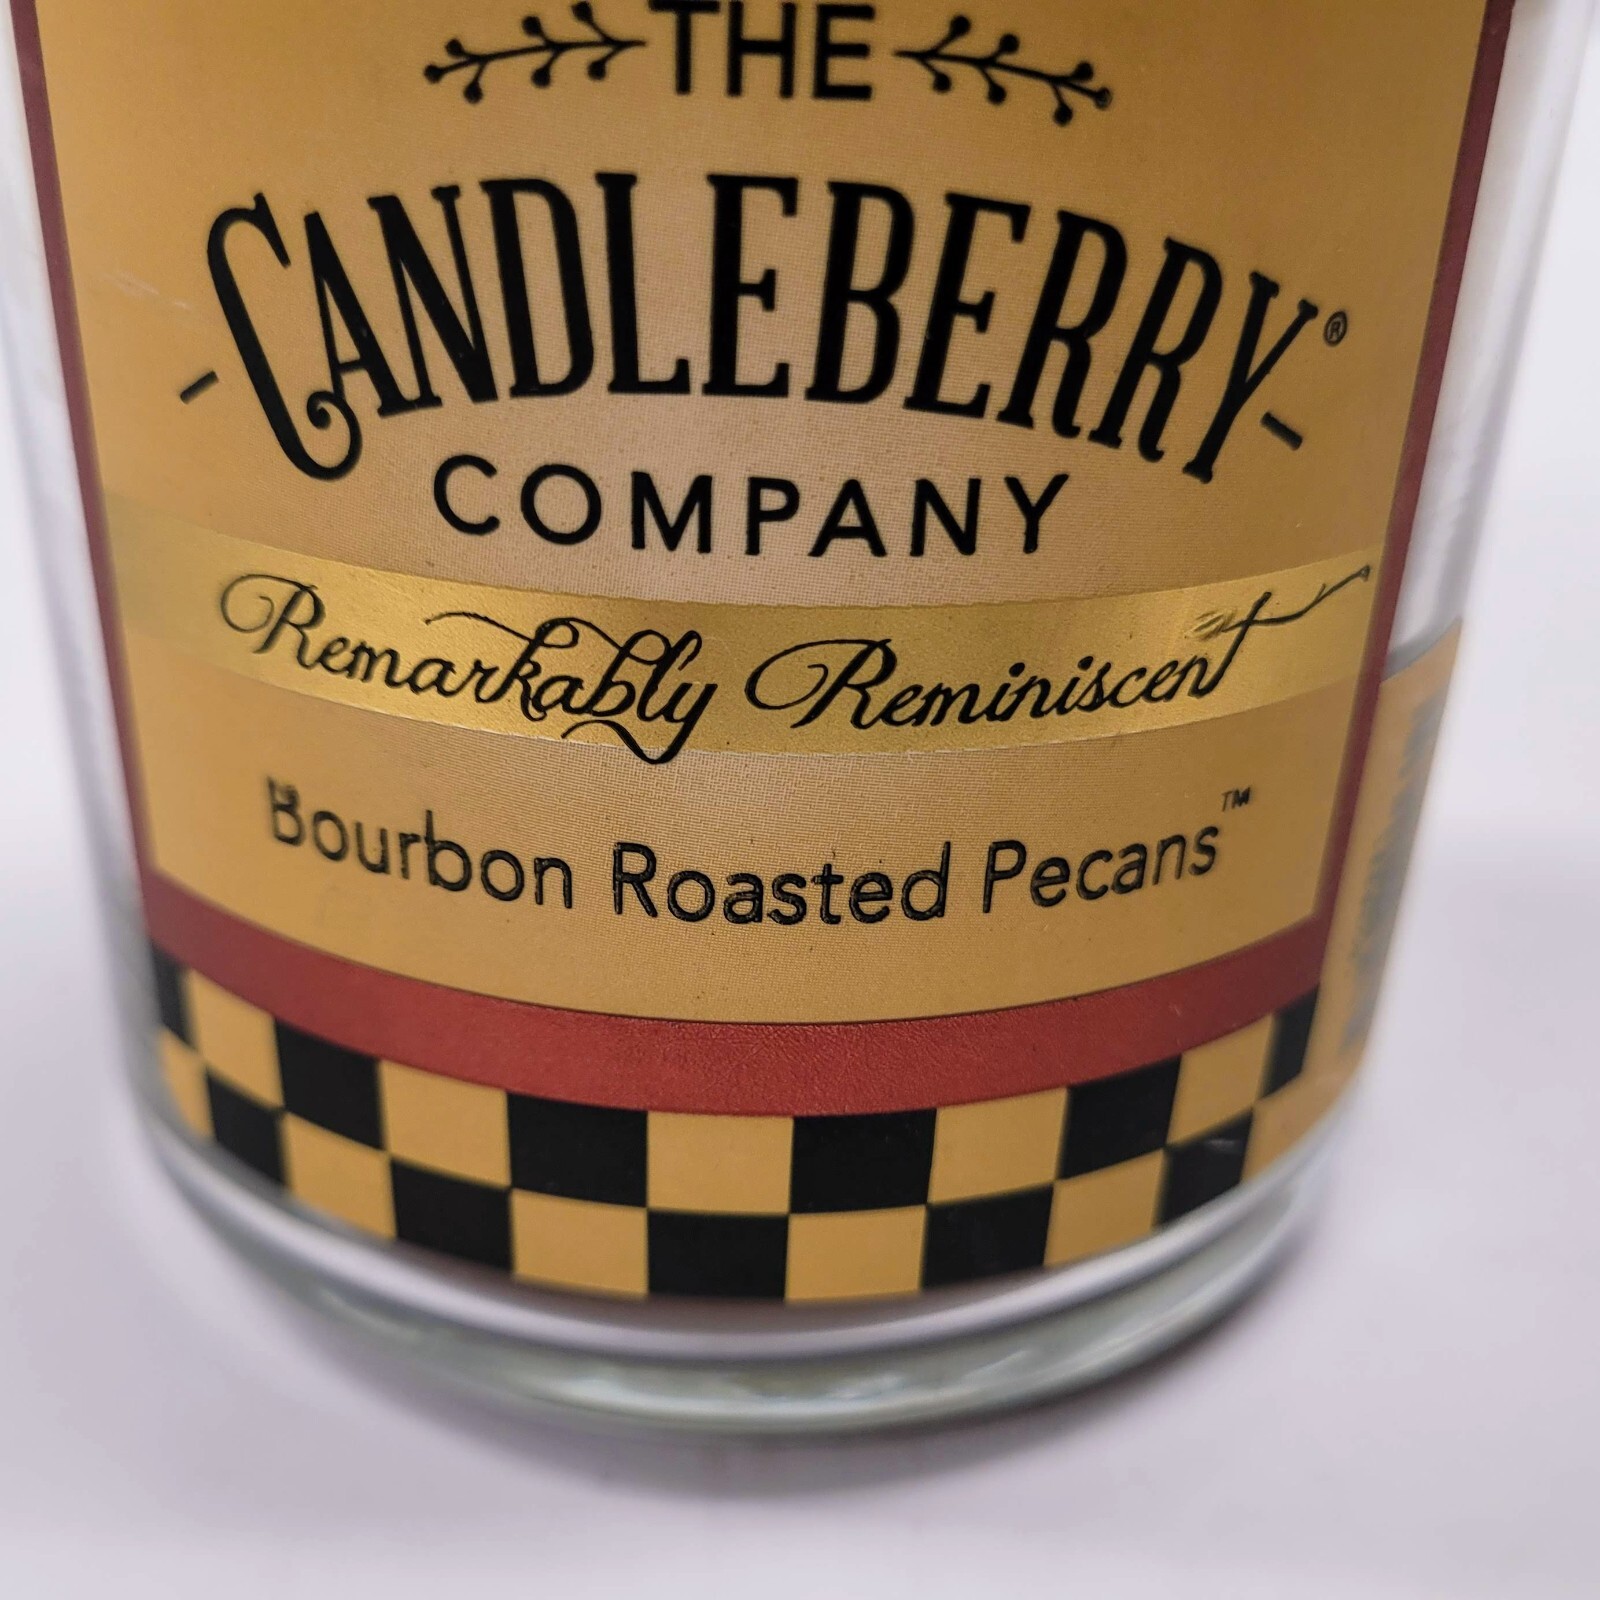 THE
CANDLEBERRY®
COMPANY
Remarkably Reminiscent
Bourbon Roasted Pecans™